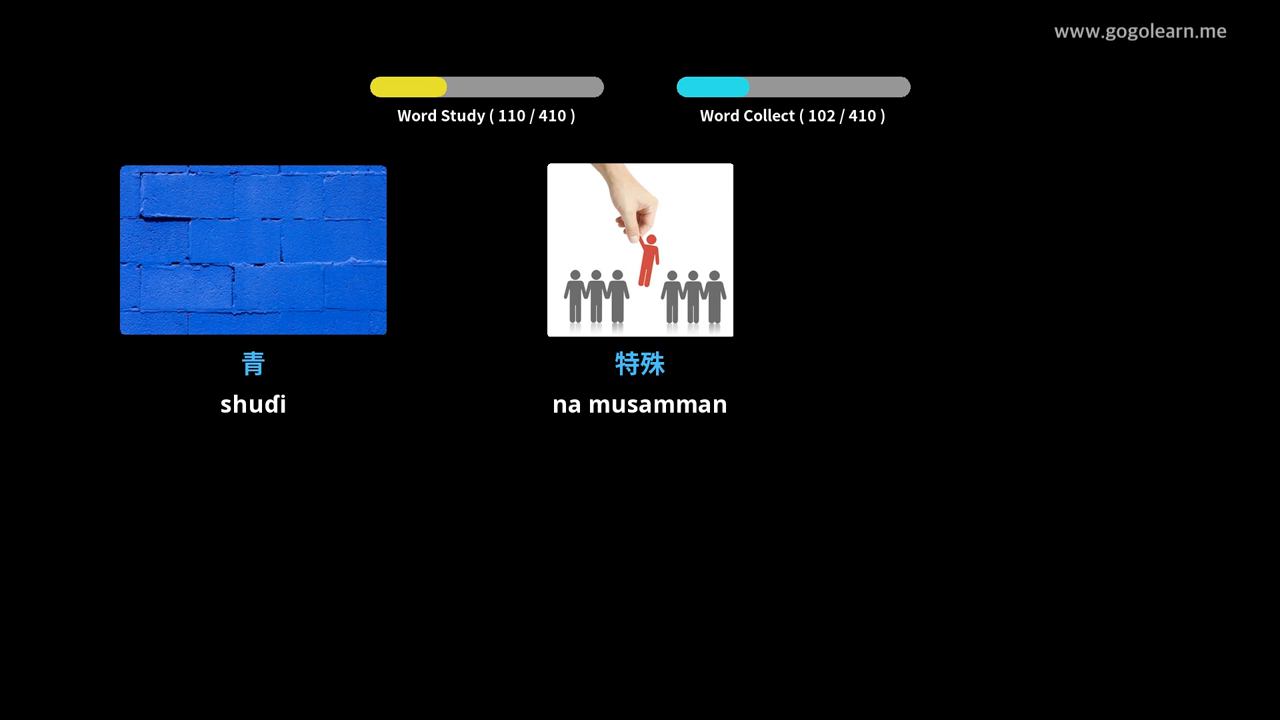 www.gogolearn.me
Word Study ( 110 / 410 )
Word Collect ( 102 / 410 )
青
shuɗi
特殊
na musamman